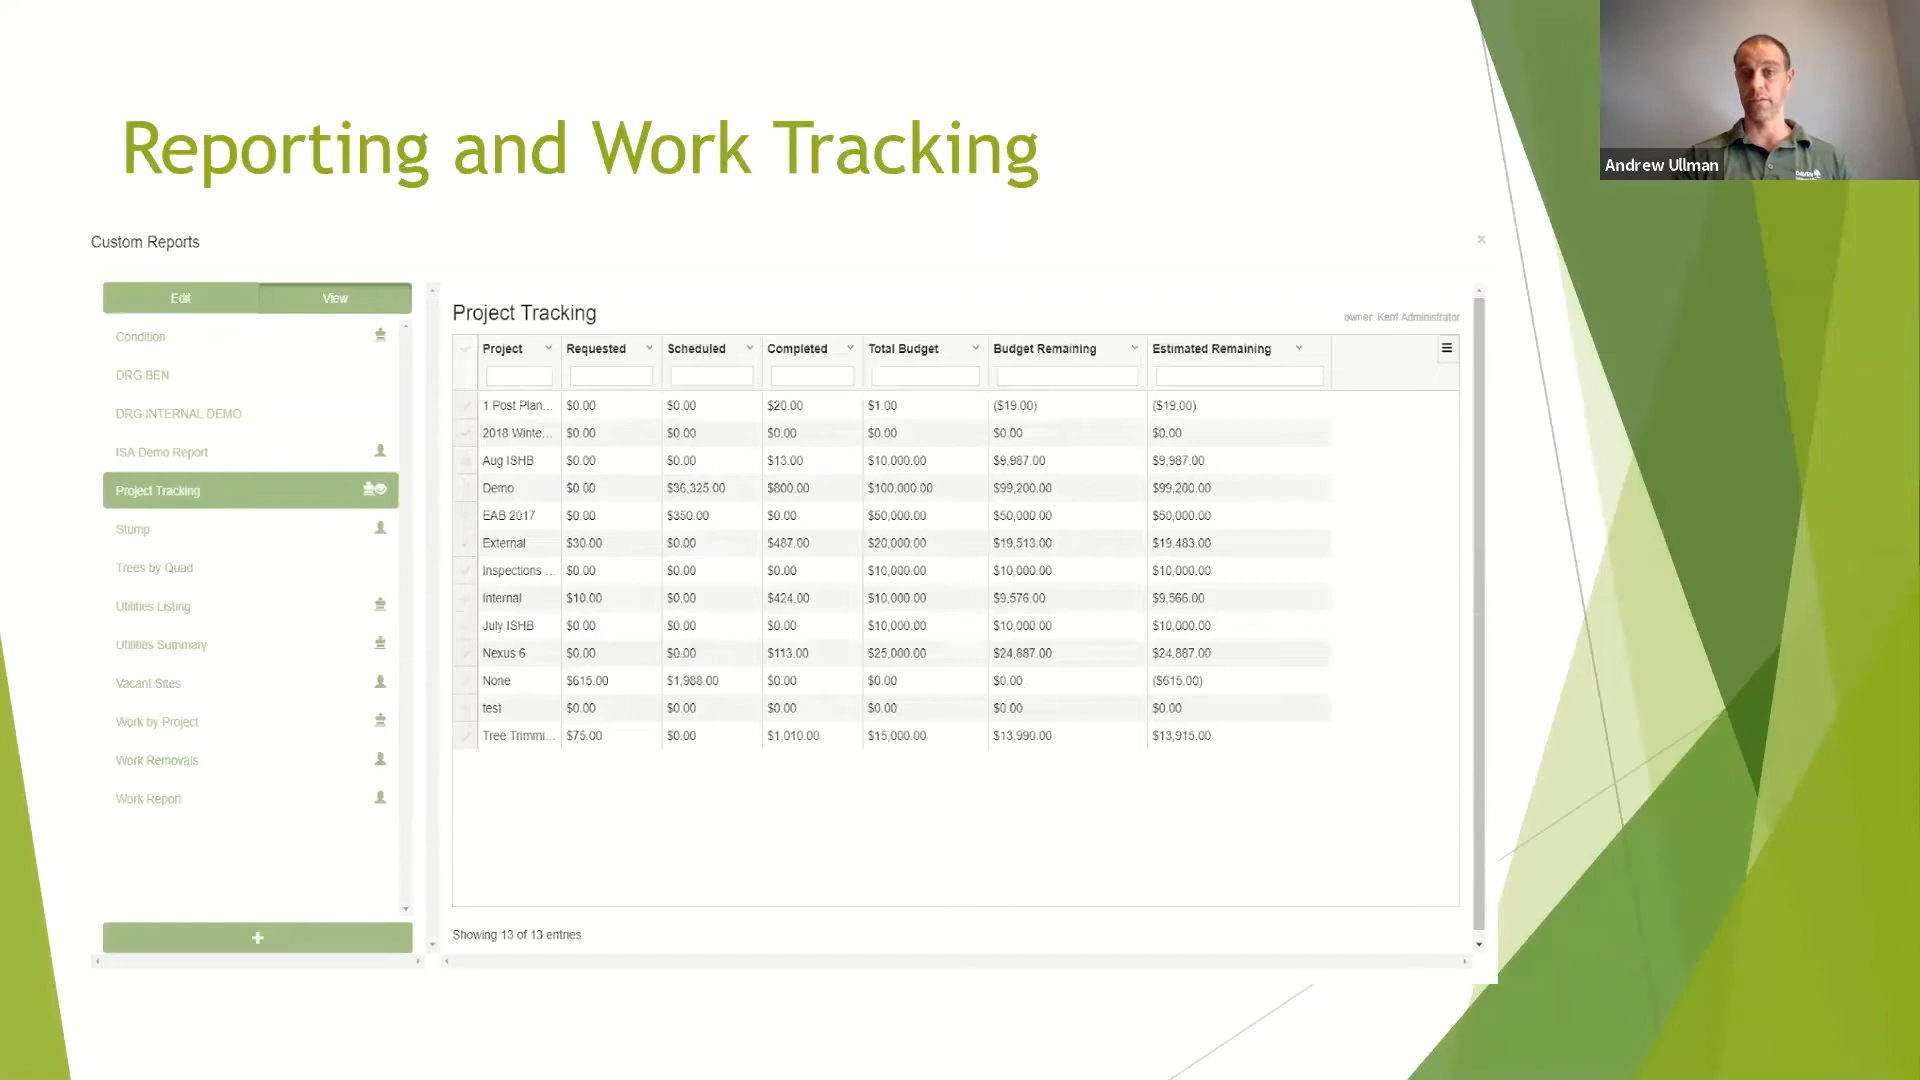 Reporting and Work Tracking
Andrew Ullman
Custom Reports
Edit View
Condition
DRG BEN
DRG INTERNAL DEMO
ISA Demo Report
Project Tracking
Stump
Trees by Quad
Utilities Listing
Utilities Summary
Vacant Sites
Work by Project
Work Removals
Work Report
Project Tracking
owner: Kent Administrator
Project Requested Scheduled Completed Total Budget Budget Remaining Estimated Remaining
1 Post Plan... $0.00 $0.00 $20.00 $1.00 ($19.00) ($19.00)
2018 Winte... $0.00 $0.00 $0.00 $0.00 $0.00 $0.00
Aug ISHB $0.00 $0.00 $13.00 $10,000.00 $9,987.00 $9,987.00
Demo $0.00 $36,325.00 $800.00 $100,000.00 $99,200.00 $99,200.00
EAB 2017 $0.00 $350.00 $0.00 $50,000.00 $50,000.00 $50,000.00
External $30.00 $0.00 $487.00 $20,000.00 $19,513.00 $19,483.00
Inspections ... $0.00 $0.00 $0.00 $10,000.00 $10,000.00 $10,000.00
Internal $10.00 $0.00 $424.00 $10,000.00 $9,576.00 $9,566.00
July ISHB $0.00 $0.00 $0.00 $10,000.00 $10,000.00 $10,000.00
Nexus 6 $0.00 $0.00 $113.00 $25,000.00 $24,887.00 $24,887.00
None $615.00 $1,988.00 $0.00 $0.00 $0.00 ($615.00)
test $0.00 $0.00 $0.00 $0.00 $0.00 $0.00
Tree Trimmi... $75.00 $0.00 $1,010.00 $15,000.00 $13,990.00 $13,915.00
Showing 13 of 13 entries